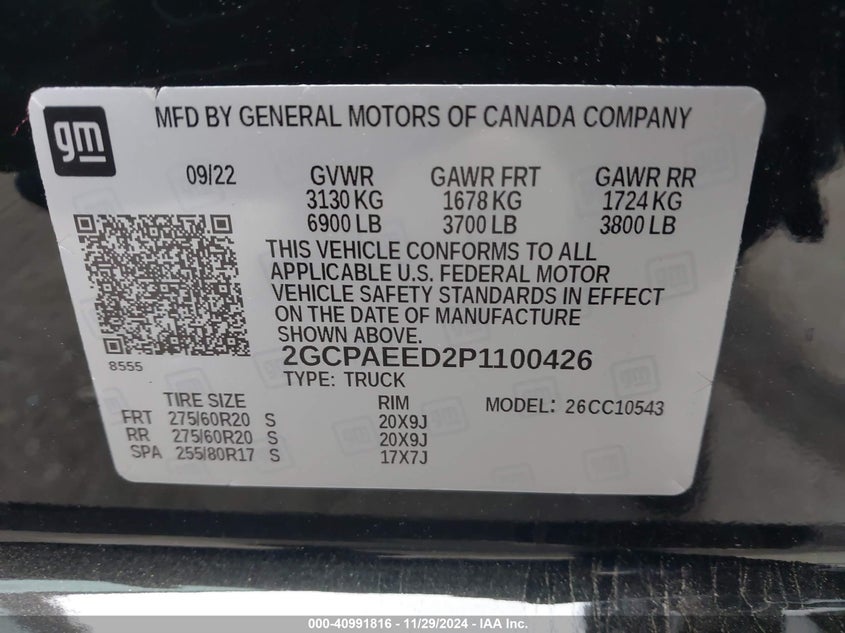 gm
MFD BY GENERAL MOTORS OF CANADA COMPANY
09/22 GVWR GAWR FRT GAWR RR
3130 KG 1678 KG 1724 KG
6900 LB 3700 LB 3800 LB
THIS VEHICLE CONFORMS TO ALL
APPLICABLE U.S. FEDERAL MOTOR
VEHICLE SAFETY STANDARDS IN EFFECT
ON THE DATE OF MANUFACTURE
SHOWN ABOVE.
8555
2GCPAEED2P1100426
TYPE: TRUCK
TIRE SIZE RIM MODEL: 26CC10543
FRT 275/60R20 S 20X9J
RR 275/60R20 S 20X9J
SPA 255/80R17 S 17X7J
000-40991816 - 11/29/2024 - IAA Inc.